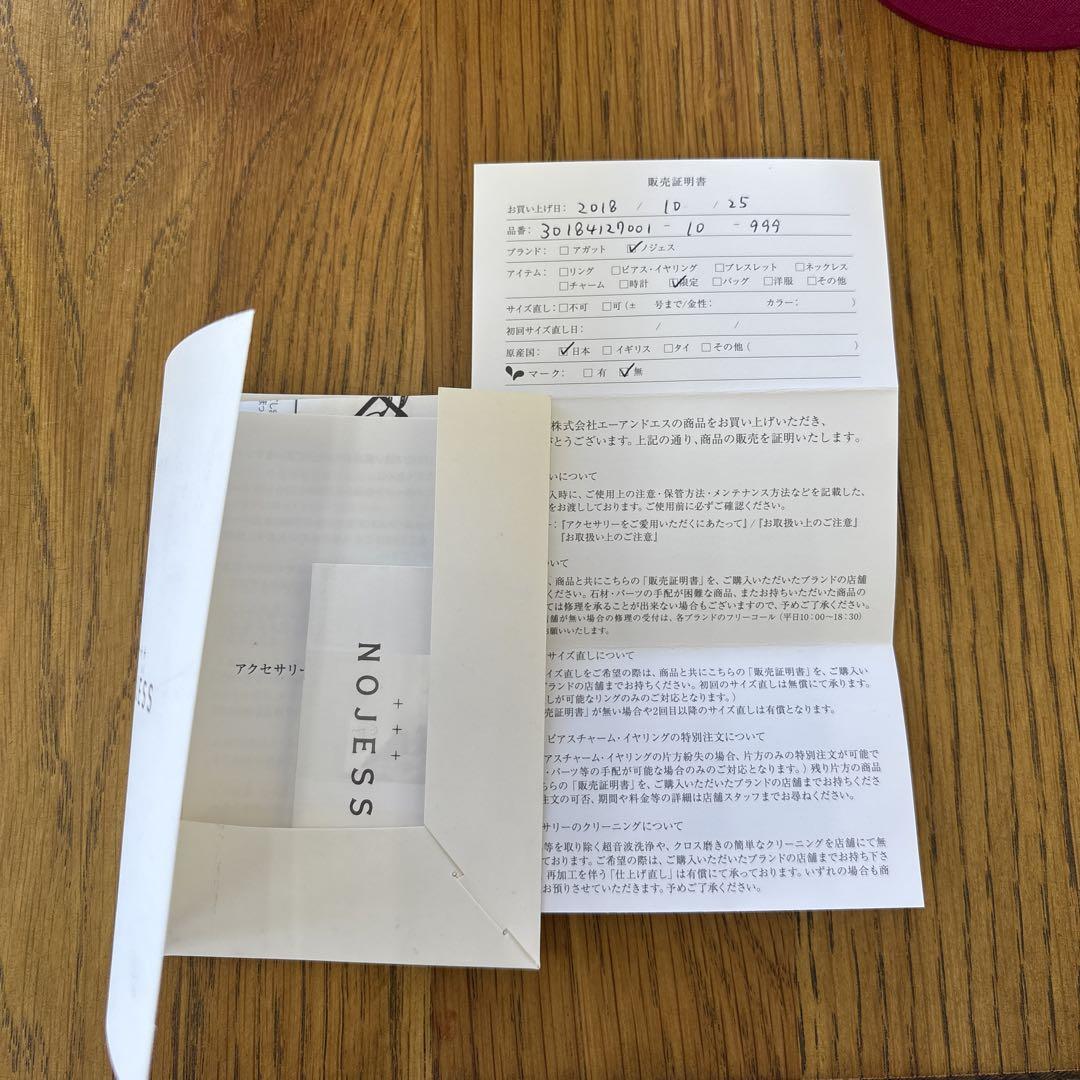 販売証明書
お買い上げ日: 2018 / 10 / 25
品番: 30184127001 - 10 - 999
ブランド: □ アガット ☑ ノジェス
アイテム: □リング □ピアス・イヤリング □ブレスレット □ネックレス
□チャーム □時計 ☑限定 □バッグ □洋服 □その他
サイズ直し: □不可 □可(± 号まで/金性: カラー: )
初回サイズ直し日: / /
原産国: ☑日本 □イギリス □タイ □その他( )
マーク: □有 ☑無
株式会社エーアンドエスの商品をお買い上げいただき、
とうございます。上記の通り、商品の販売を証明いたします。
いについて
入時に、ご使用上の注意・保管方法・メンテナンス方法などを記載した、
をお渡ししております。ご使用前に必ずご確認ください。
:『アクセサリーをご愛用いただくにあたって』/『お取扱い上のご注意』
『お取扱い上のご注意』
いて
、商品と共にこちらの「販売証明書」を、ご購入いただいたブランドの店舗
ください。石材・パーツの手配が困難な商品、またお持ちいただいた商品の
ては修理を承ることが出来ない場合もございますので、予めご了承ください。
舗が無い場合の修理の受付は、各ブランドのフリーコール(平日10:00〜18:30)
願いいたします。
サイズ直しについて
イズ直しをご希望の際は、商品と共にこちらの「販売証明書」を、ご購入い
ブランドの店舗までお持ちください。初回のサイズ直しは無償にて承ります。
しが可能なリングのみのご対応となります。)
売証明書」が無い場合や2回目以降のサイズ直しは有償となります。
ピアスチャーム・イヤリングの特別注文について
アスチャーム・イヤリングの片方紛失の場合、片方のみの特別注文が可能で
・パーツ等の手配が可能な場合のみのご対応となります。)残り片方の商品
ちらの「販売証明書」を、ご購入いただいたブランドの店舗までお持ちくださ
注文の可否、期間や料金等の詳細は店舗スタッフまでお尋ねください。
サリーのクリーニングについて
等を取り除く超音波洗浄や、クロス磨きの簡単なクリーニングを店舗にて無
ております。ご希望の際は、ご購入いただいたブランドの店舗までお持ち下さ
再加工を伴う「仕上げ直し」は有償にて承っております。いずれの場合も商
お預りさせていただきます。予めご了承ください。
アクセサリー
NOJESS
ESS